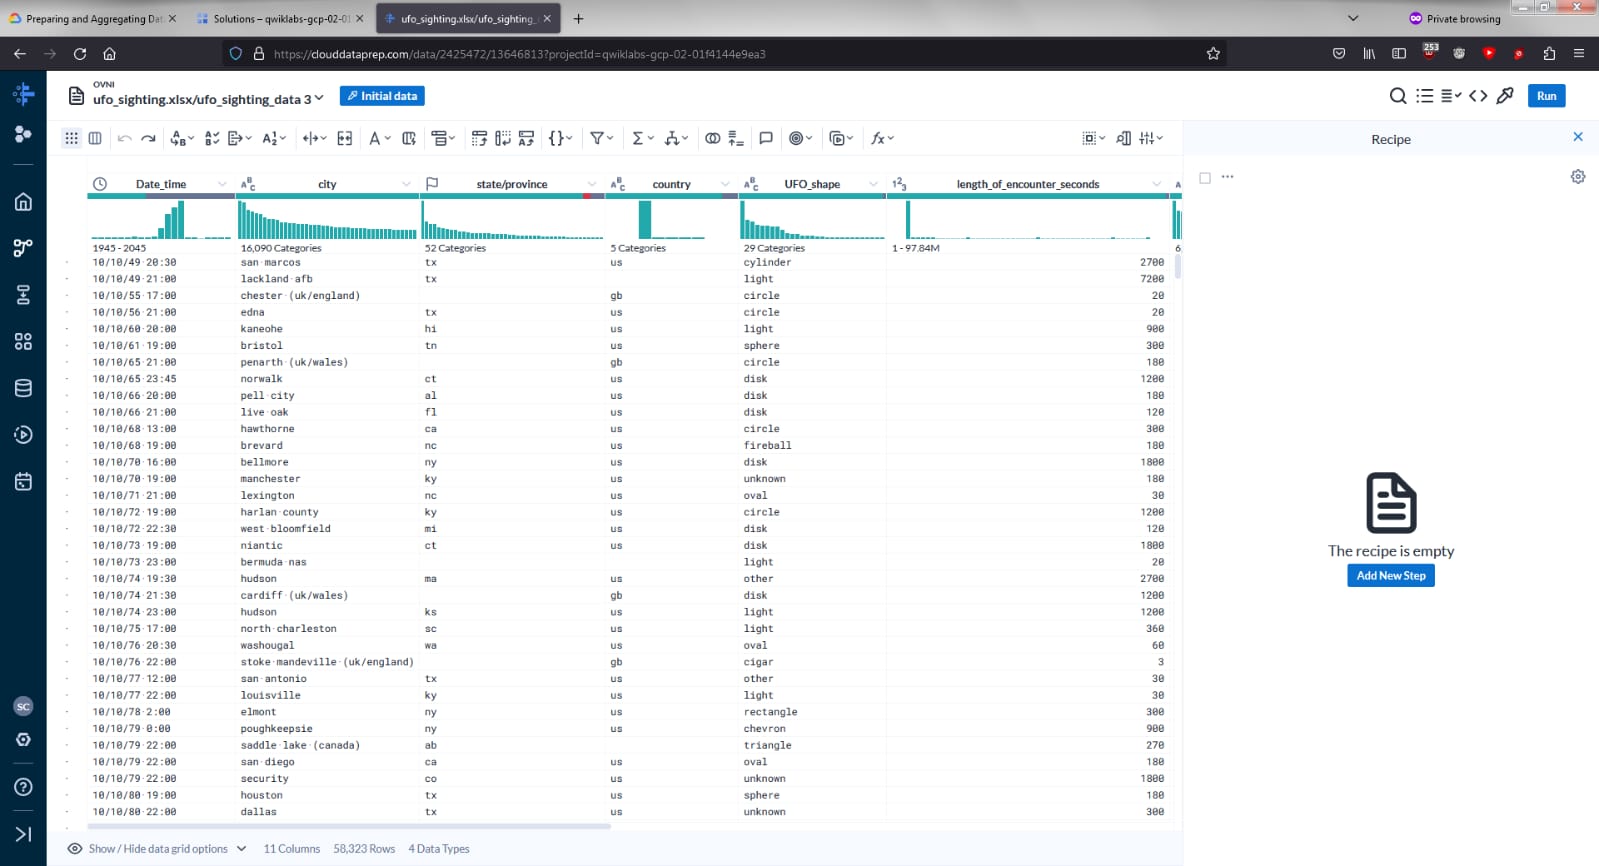 Preparing and Aggregating Dat
Solutions – qwiklabs-gcp-02-01
ufo_sighting.xlsx/ufo_sighting_
Private browsing
https://clouddataprep.com/data/2425472/13646813?projectId=qwiklabs-gcp-02-01f4144e9ea3
253
OVNI
ufo_sighting.xlsx/ufo_sighting_data 3
Initial data
Run
Recipe
Date_time city state/province country UFO_shape length_of_encounter_seconds
1945 - 2045 16,090 Categories 52 Categories 5 Categories 29 Categories 1 - 97.84M 6
10/10/49·20:30 san·marcos tx us cylinder 2700
10/10/49·21:00 lackland·afb tx light 7200
10/10/55·17:00 chester·(uk/england) gb circle 20
10/10/56·21:00 edna tx us circle 20
10/10/60·20:00 kaneohe hi us light 900
10/10/61·19:00 bristol tn us sphere 300
10/10/65·21:00 penarth·(uk/wales) gb circle 180
10/10/65·23:45 norwalk ct us disk 1200
10/10/66·20:00 pell·city al us disk 180
10/10/66·21:00 live·oak fl us disk 120
10/10/68·13:00 hawthorne ca us circle 300
10/10/68·19:00 brevard nc us fireball 180
10/10/70·16:00 bellmore ny us disk 1800
10/10/70·19:00 manchester ky us unknown 180
10/10/71·21:00 lexington nc us oval 30
10/10/72·19:00 harlan·county ky us circle 1200
10/10/72·22:30 west·bloomfield mi us disk 120
10/10/73·19:00 niantic ct us disk 1800
10/10/73·23:00 bermuda·nas light 20
10/10/74·19:30 hudson ma us other 2700
10/10/74·21:30 cardiff·(uk/wales) gb disk 1200
10/10/74·23:00 hudson ks us light 1200
10/10/75·17:00 north·charleston sc us light 360
10/10/76·20:30 washougal wa us oval 60
10/10/76·22:00 stoke·mandeville·(uk/england) gb cigar 3
10/10/77·12:00 san·antonio tx us other 30
10/10/77·22:00 louisville ky us light 30
10/10/78·2:00 elmont ny us rectangle 300
10/10/79·0:00 poughkeepsie ny us chevron 900
10/10/79·22:00 saddle·lake·(canada) ab triangle 270
10/10/79·22:00 san·diego ca us oval 180
10/10/79·22:00 security co us unknown 1800
10/10/80·19:00 houston tx us sphere 180
10/10/80·22:00 dallas tx us unknown 300
The recipe is empty
Add New Step
SC
Show / Hide data grid options 11 Columns 58,323 Rows 4 Data Types